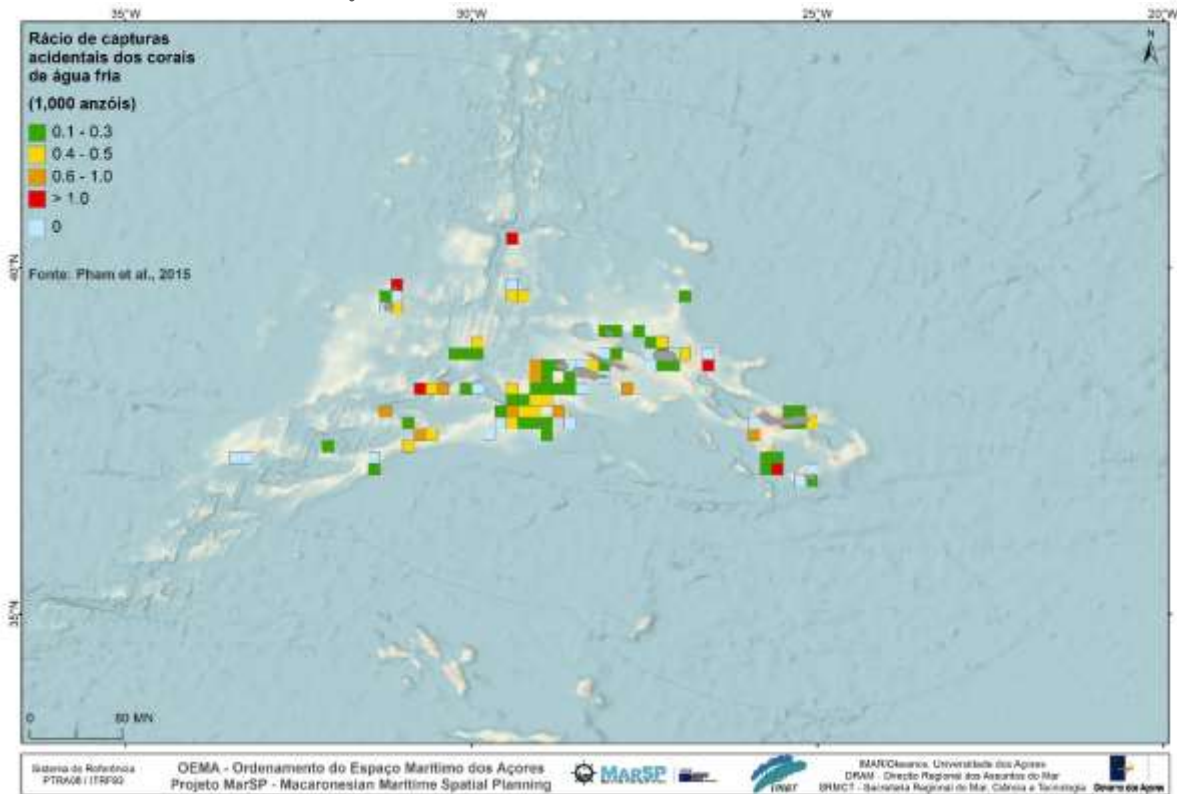 35°W
30°W
25°W
20°W
Rácio de capturas
acidentais dos corais
de água fria
(1,000 anzóis)
0.1 - 0.3
0.4 - 0.5
0.6 - 1.0
> 1.0
0
Fonte: Pham et al., 2015
N
40°N
35°N
0
80 MN
Sistema de Referência
PTRA08 / ITRF93
OEMA - Ordenamento do Espaço Marítimo dos Açores
Projeto MarSP - Macaronesian Maritime Spatial Planning
MARSP
IMAR/Okeanos, Universidade dos Açores
DRAM - Direção Regional dos Assuntos do Mar
SRMCT - Secretaria Regional do Mar, Ciência e Tecnologia
Governo dos Açores